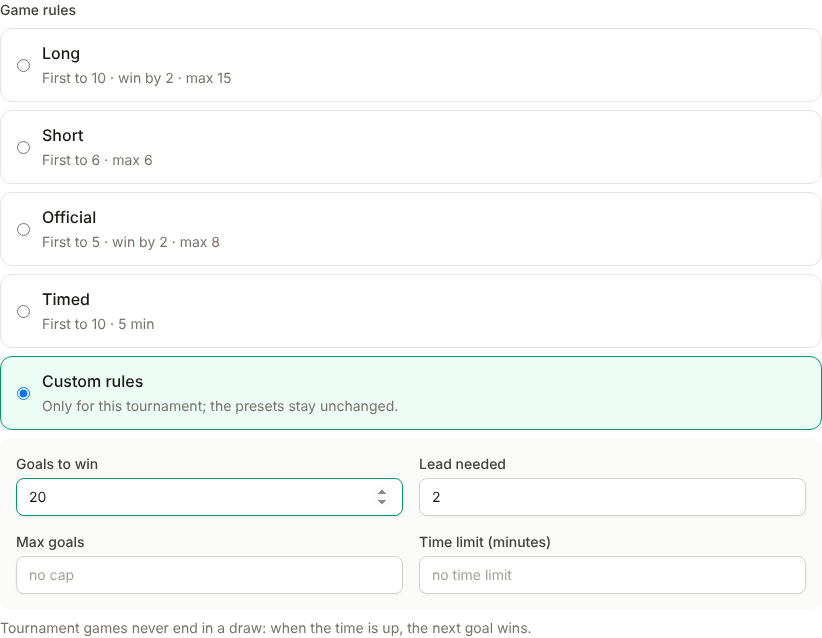 Game rules
Long
First to 10 · win by 2 · max 15
Short
First to 6 · max 6
Official
First to 5 · win by 2 · max 8
Timed
First to 10 · 5 min
Custom rules
Only for this tournament; the presets stay unchanged.
Goals to win
Lead needed
20
2
Max goals
Time limit (minutes)
no cap
no time limit
Tournament games never end in a draw: when the time is up, the next goal wins.